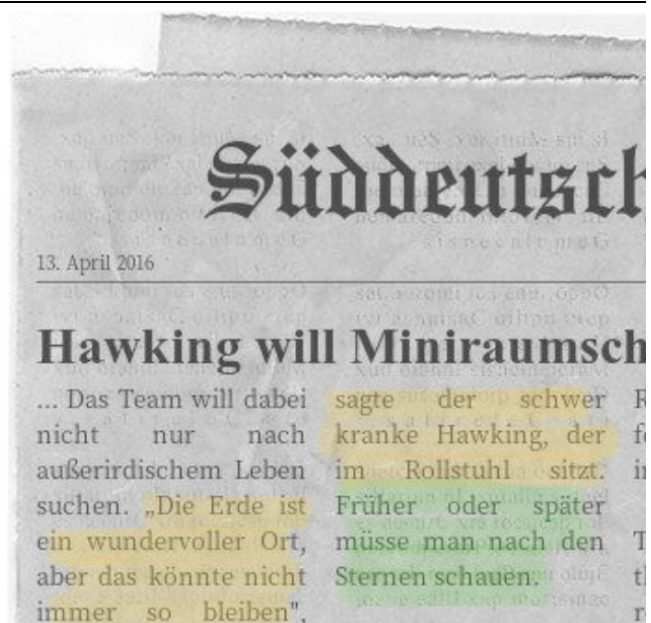 Süddeutsch
13. April 2016
Hawking will Miniraumsch
... Das Team will dabei
nicht nur nach
außerirdischem Leben
suchen. „Die Erde ist
ein wundervoller Ort,
aber das könnte nicht
immer so bleiben",
sagte der schwer
kranke Hawking, der
im Rollstuhl sitzt.
Früher oder später
müsse man nach den
Sternen schauen.